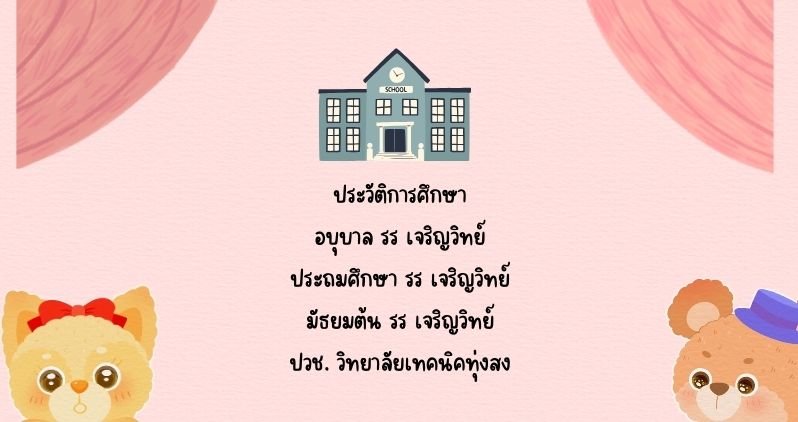 SCHOOL
ประวัติการศึกษา
อบุบาล รร เจริญวิทย์
ประถมศึกษา รร เจริญวิทย์
มัธยมต้น รร เจริญวิทย์
ปวช. วิทยาลัยเทคนิคทุ่งสง